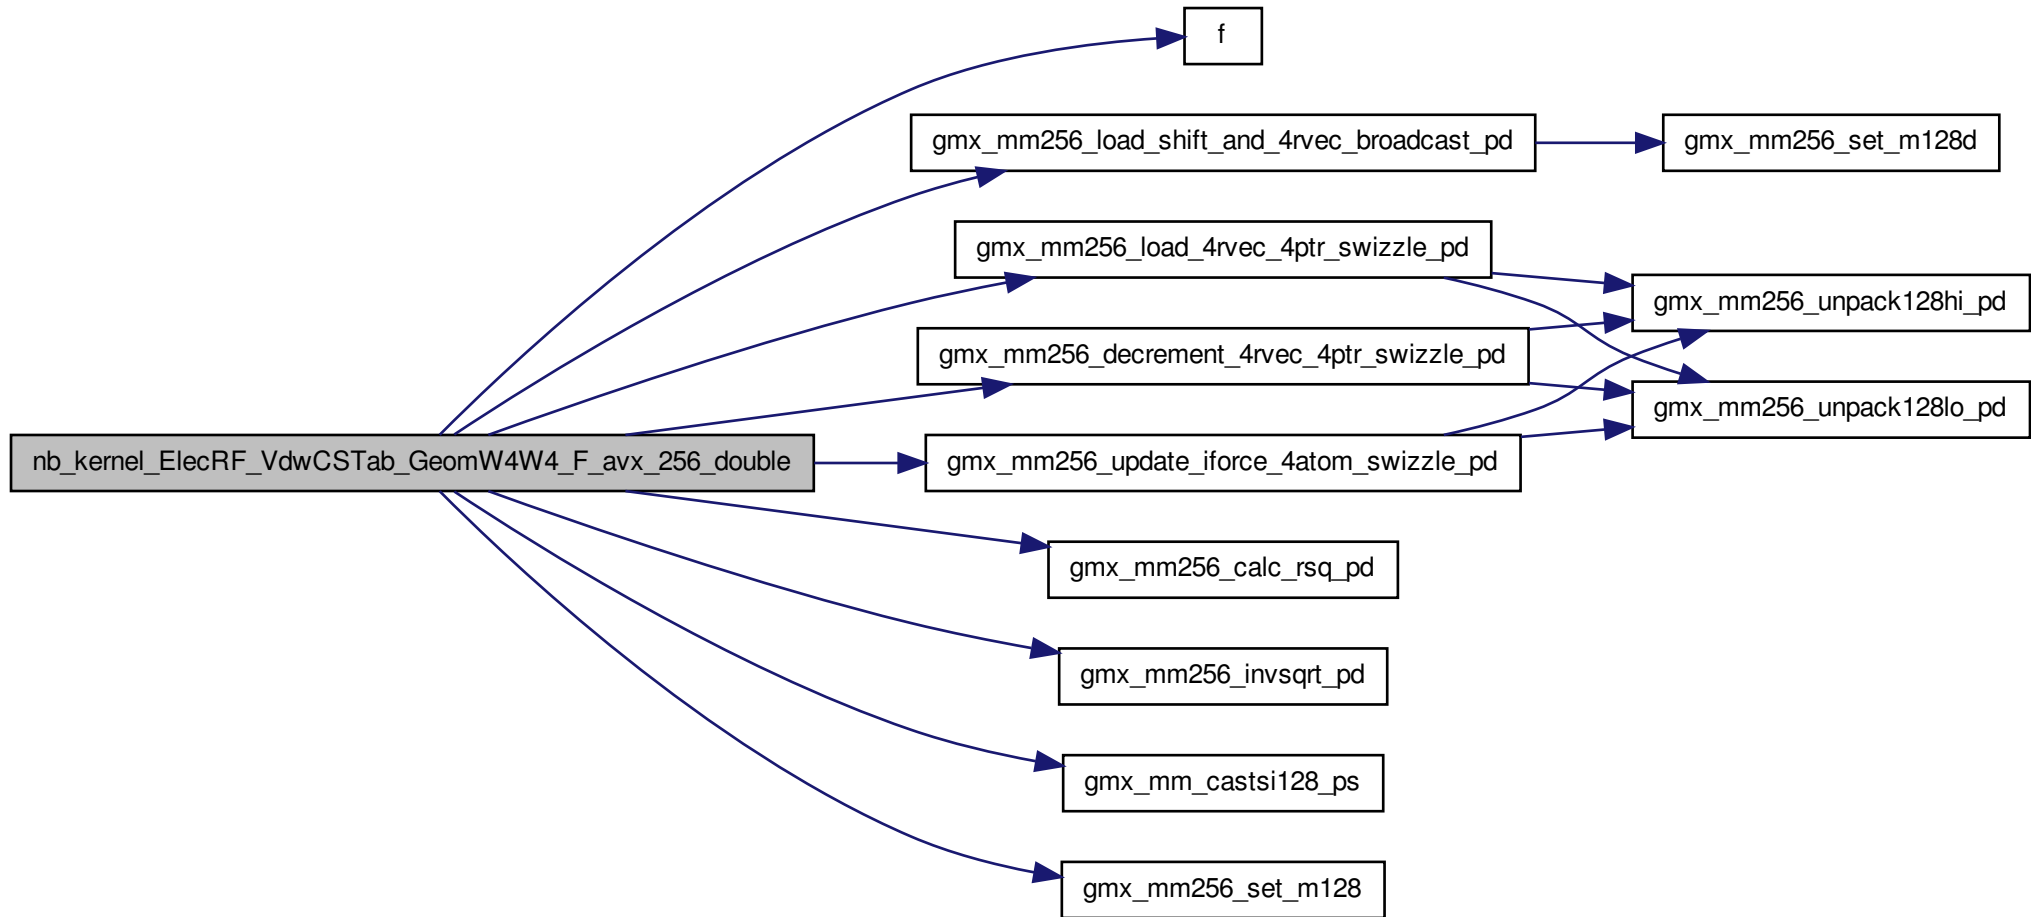 f
gmx_mm256_load_shift_and_4rvec_broadcast_pd
gmx_mm256_set_m128d
gmx_mm256_load_4rvec_4ptr_swizzle_pd
gmx_mm256_unpack128hi_pd
gmx_mm256_decrement_4rvec_4ptr_swizzle_pd
gmx_mm256_unpack128lo_pd
nb_kernel_ElecRF_VdwCSTab_GeomW4W4_F_avx_256_double
gmx_mm256_update_iforce_4atom_swizzle_pd
gmx_mm256_calc_rsq_pd
gmx_mm256_invsqrt_pd
gmx_mm_castsi128_ps
gmx_mm256_set_m128